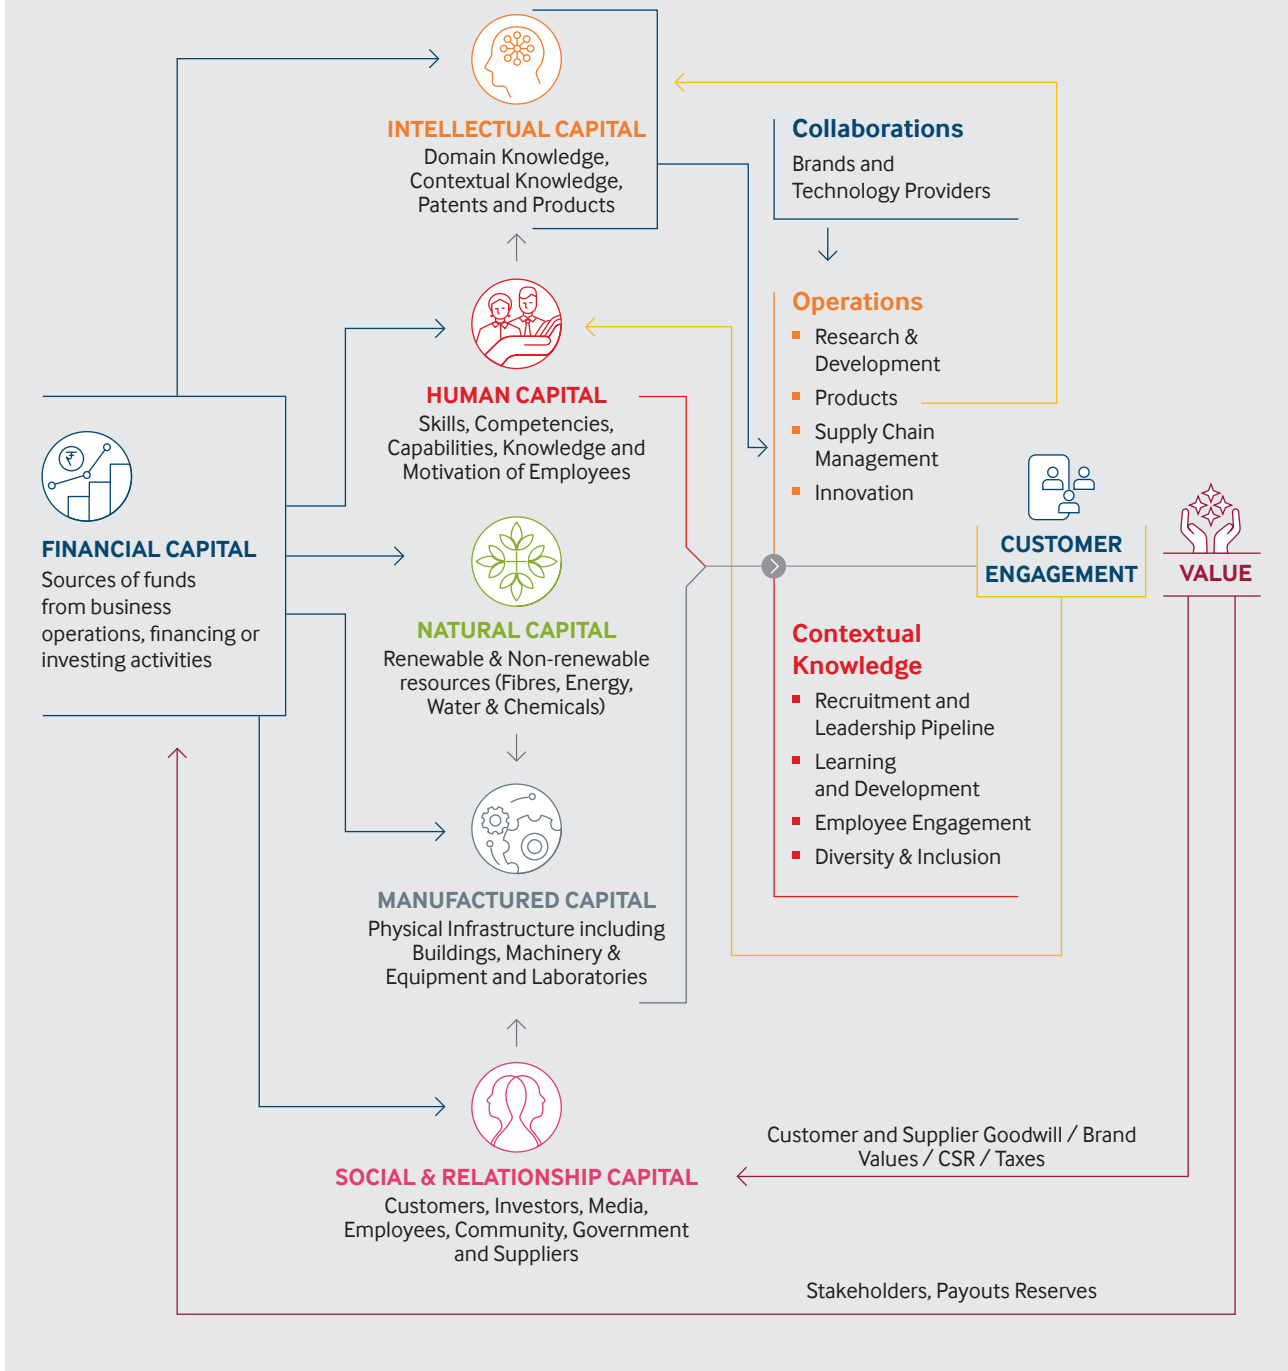 INTELLECTUAL CAPITAL
Domain Knowledge,
Contextual Knowledge,
Patents and Products
HUMAN CAPITAL
Skills, Competencies,
Capabilities, Knowledge and
Motivation of Employees
₹
FINANCIAL CAPITAL
Sources of funds
from business
operations, financing or
investing activities
NATURAL CAPITAL
Renewable & Non-renewable
resources (Fibres, Energy,
Water & Chemicals)
MANUFACTURED CAPITAL
Physical Infrastructure including
Buildings, Machinery &
Equipment and Laboratories
SOCIAL & RELATIONSHIP CAPITAL
Customers, Investors, Media,
Employees, Community, Government
and Suppliers
Collaborations
Brands and
Technology Providers
Operations
Research &
Development
Products
Supply Chain
Management
Innovation
Contextual
Knowledge
Recruitment and
Leadership Pipeline
Learning
and Development
Employee Engagement
Diversity & Inclusion
CUSTOMER
ENGAGEMENT
VALUE
Customer and Supplier Goodwill / Brand
Values / CSR / Taxes
Stakeholders, Payouts Reserves